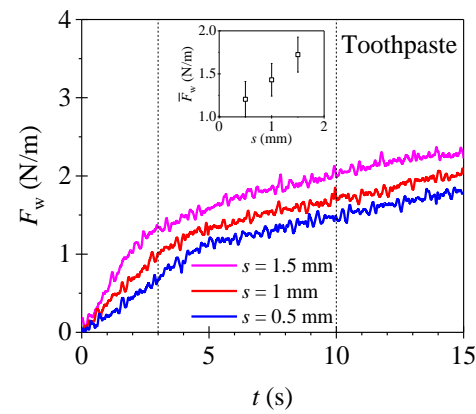 Toothpaste
F̅w (N/m)
2.0
1.5
1.0
0
1
2
s (mm)
Fw (N/m)
4
3
2
1
0
s = 1.5 mm
s = 1 mm
s = 0.5 mm
0
5
10
15
t (s)